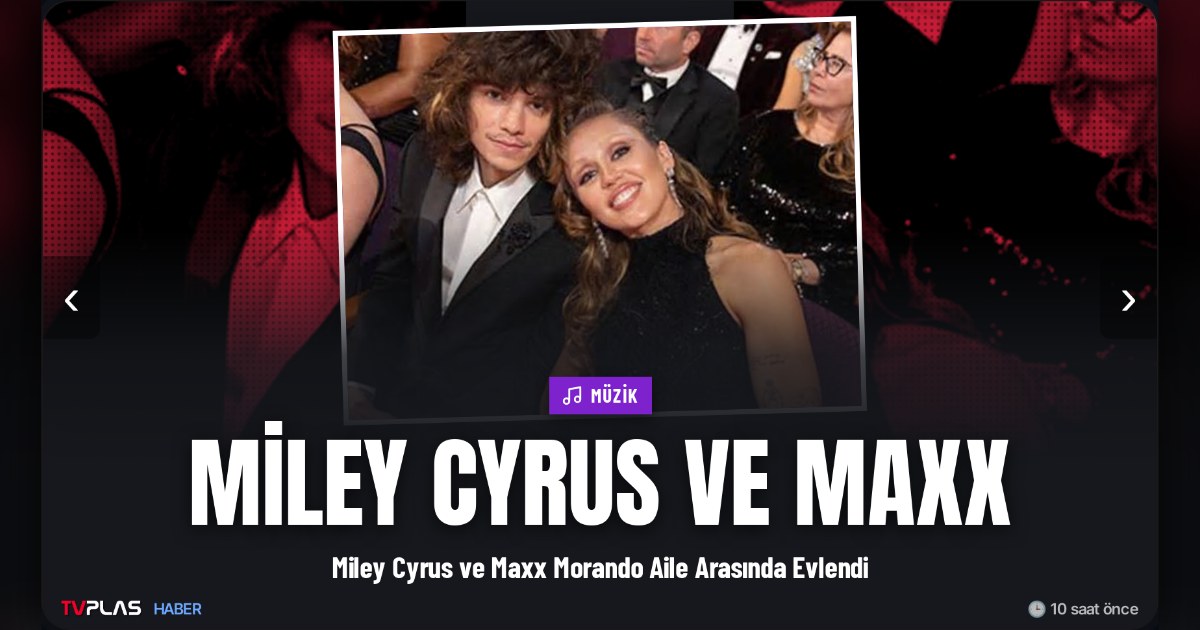 MÜZİK
MİLEY CYRUS VE MAXX
Miley Cyrus ve Maxx Morando Aile Arasında Evlendi
TVPLAS HABER
10 saat önce